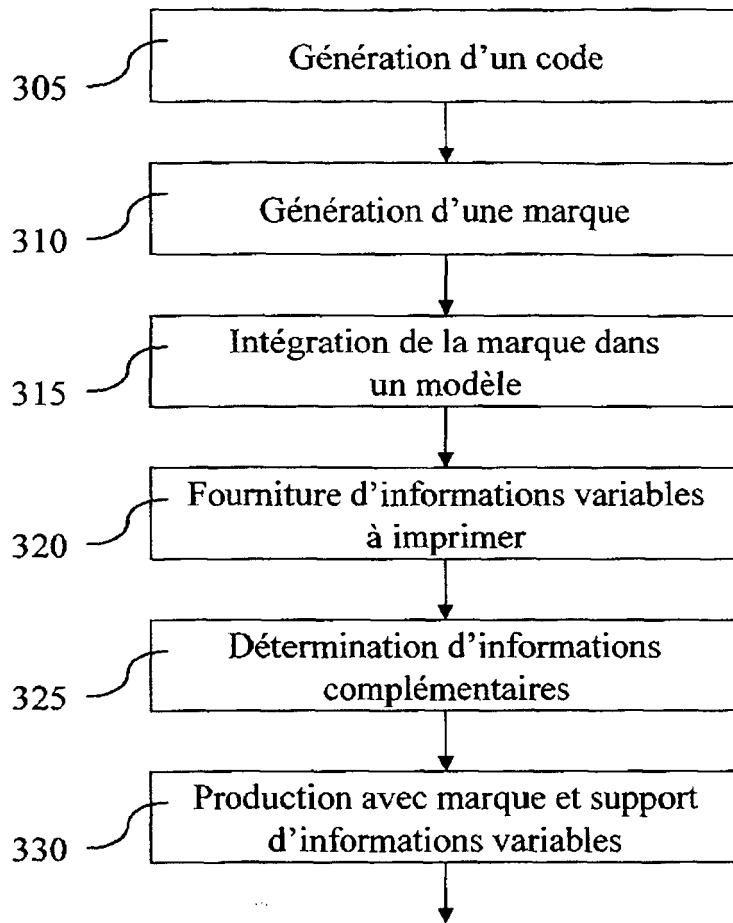 305
Génération d'un code
310
Génération d'une marque
315
Intégration de la marque dans
un modèle
320
Fourniture d'informations variables
à imprimer
325
Détermination d'informations
complémentaires
330
Production avec marque et support
d'informations variables